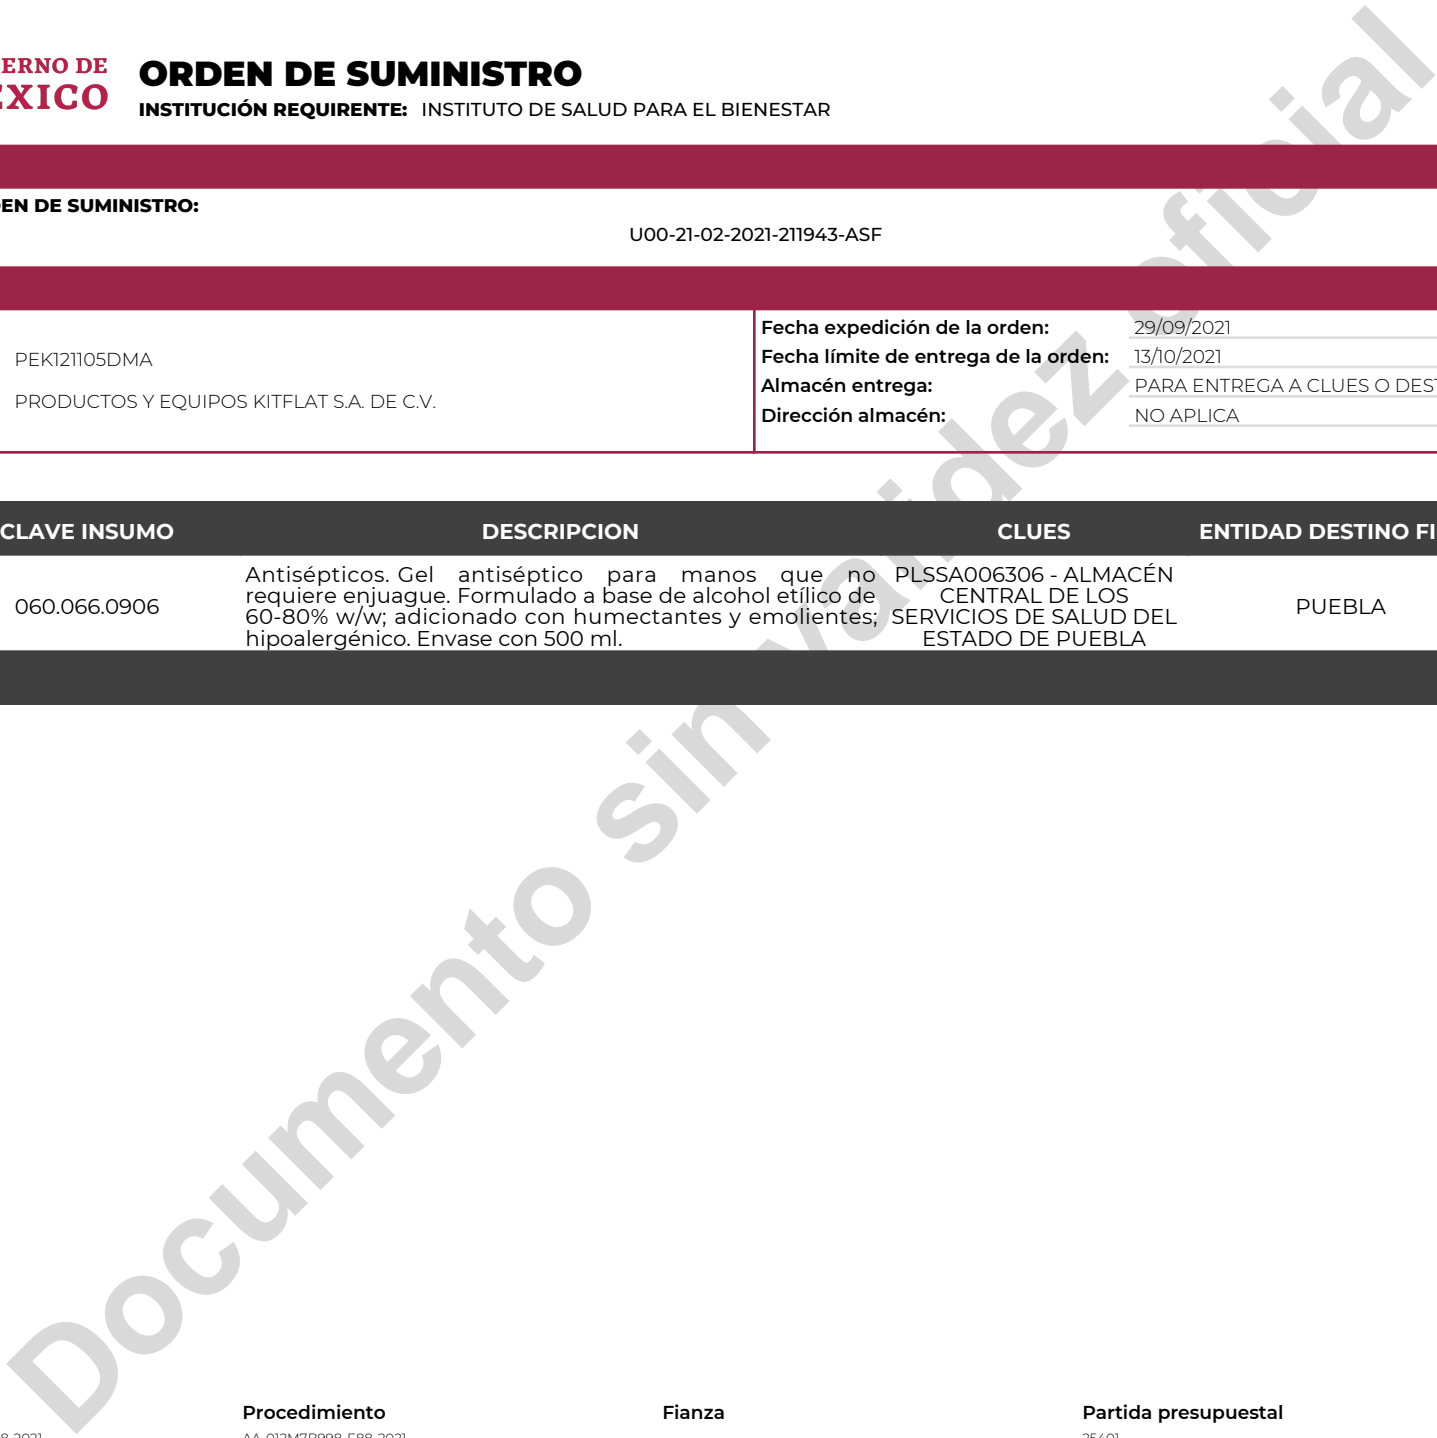 ERNO DE
ÉXICO
ORDEN DE SUMINISTRO
INSTITUCIÓN REQUIRENTE: INSTITUTO DE SALUD PARA EL BIENESTAR
EN DE SUMINISTRO:
U00-21-02-2021-211943-ASF
PEK121105DMA
PRODUCTOS Y EQUIPOS KITFLAT S.A. DE C.V.
Fecha expedición de la orden: 29/09/2021
Fecha límite de entrega de la orden: 13/10/2021
Almacén entrega: PARA ENTREGA A CLUES O DEST
Dirección almacén: NO APLICA
CLAVE INSUMO DESCRIPCION CLUES ENTIDAD DESTINO FI
060.066.0906
Antisépticos. Gel antiséptico para manos que no
requiere enjuague. Formulado a base de alcohol etílico de
60-80% w/w; adicionado con humectantes y emolientes;
hipoalergénico. Envase con 500 ml.
PLSSA006306 - ALMACÉN
CENTRAL DE LOS
SERVICIOS DE SALUD DEL
ESTADO DE PUEBLA
PUEBLA
Documento sin validez oficial
Procedimiento Fianza Partida presupuestal